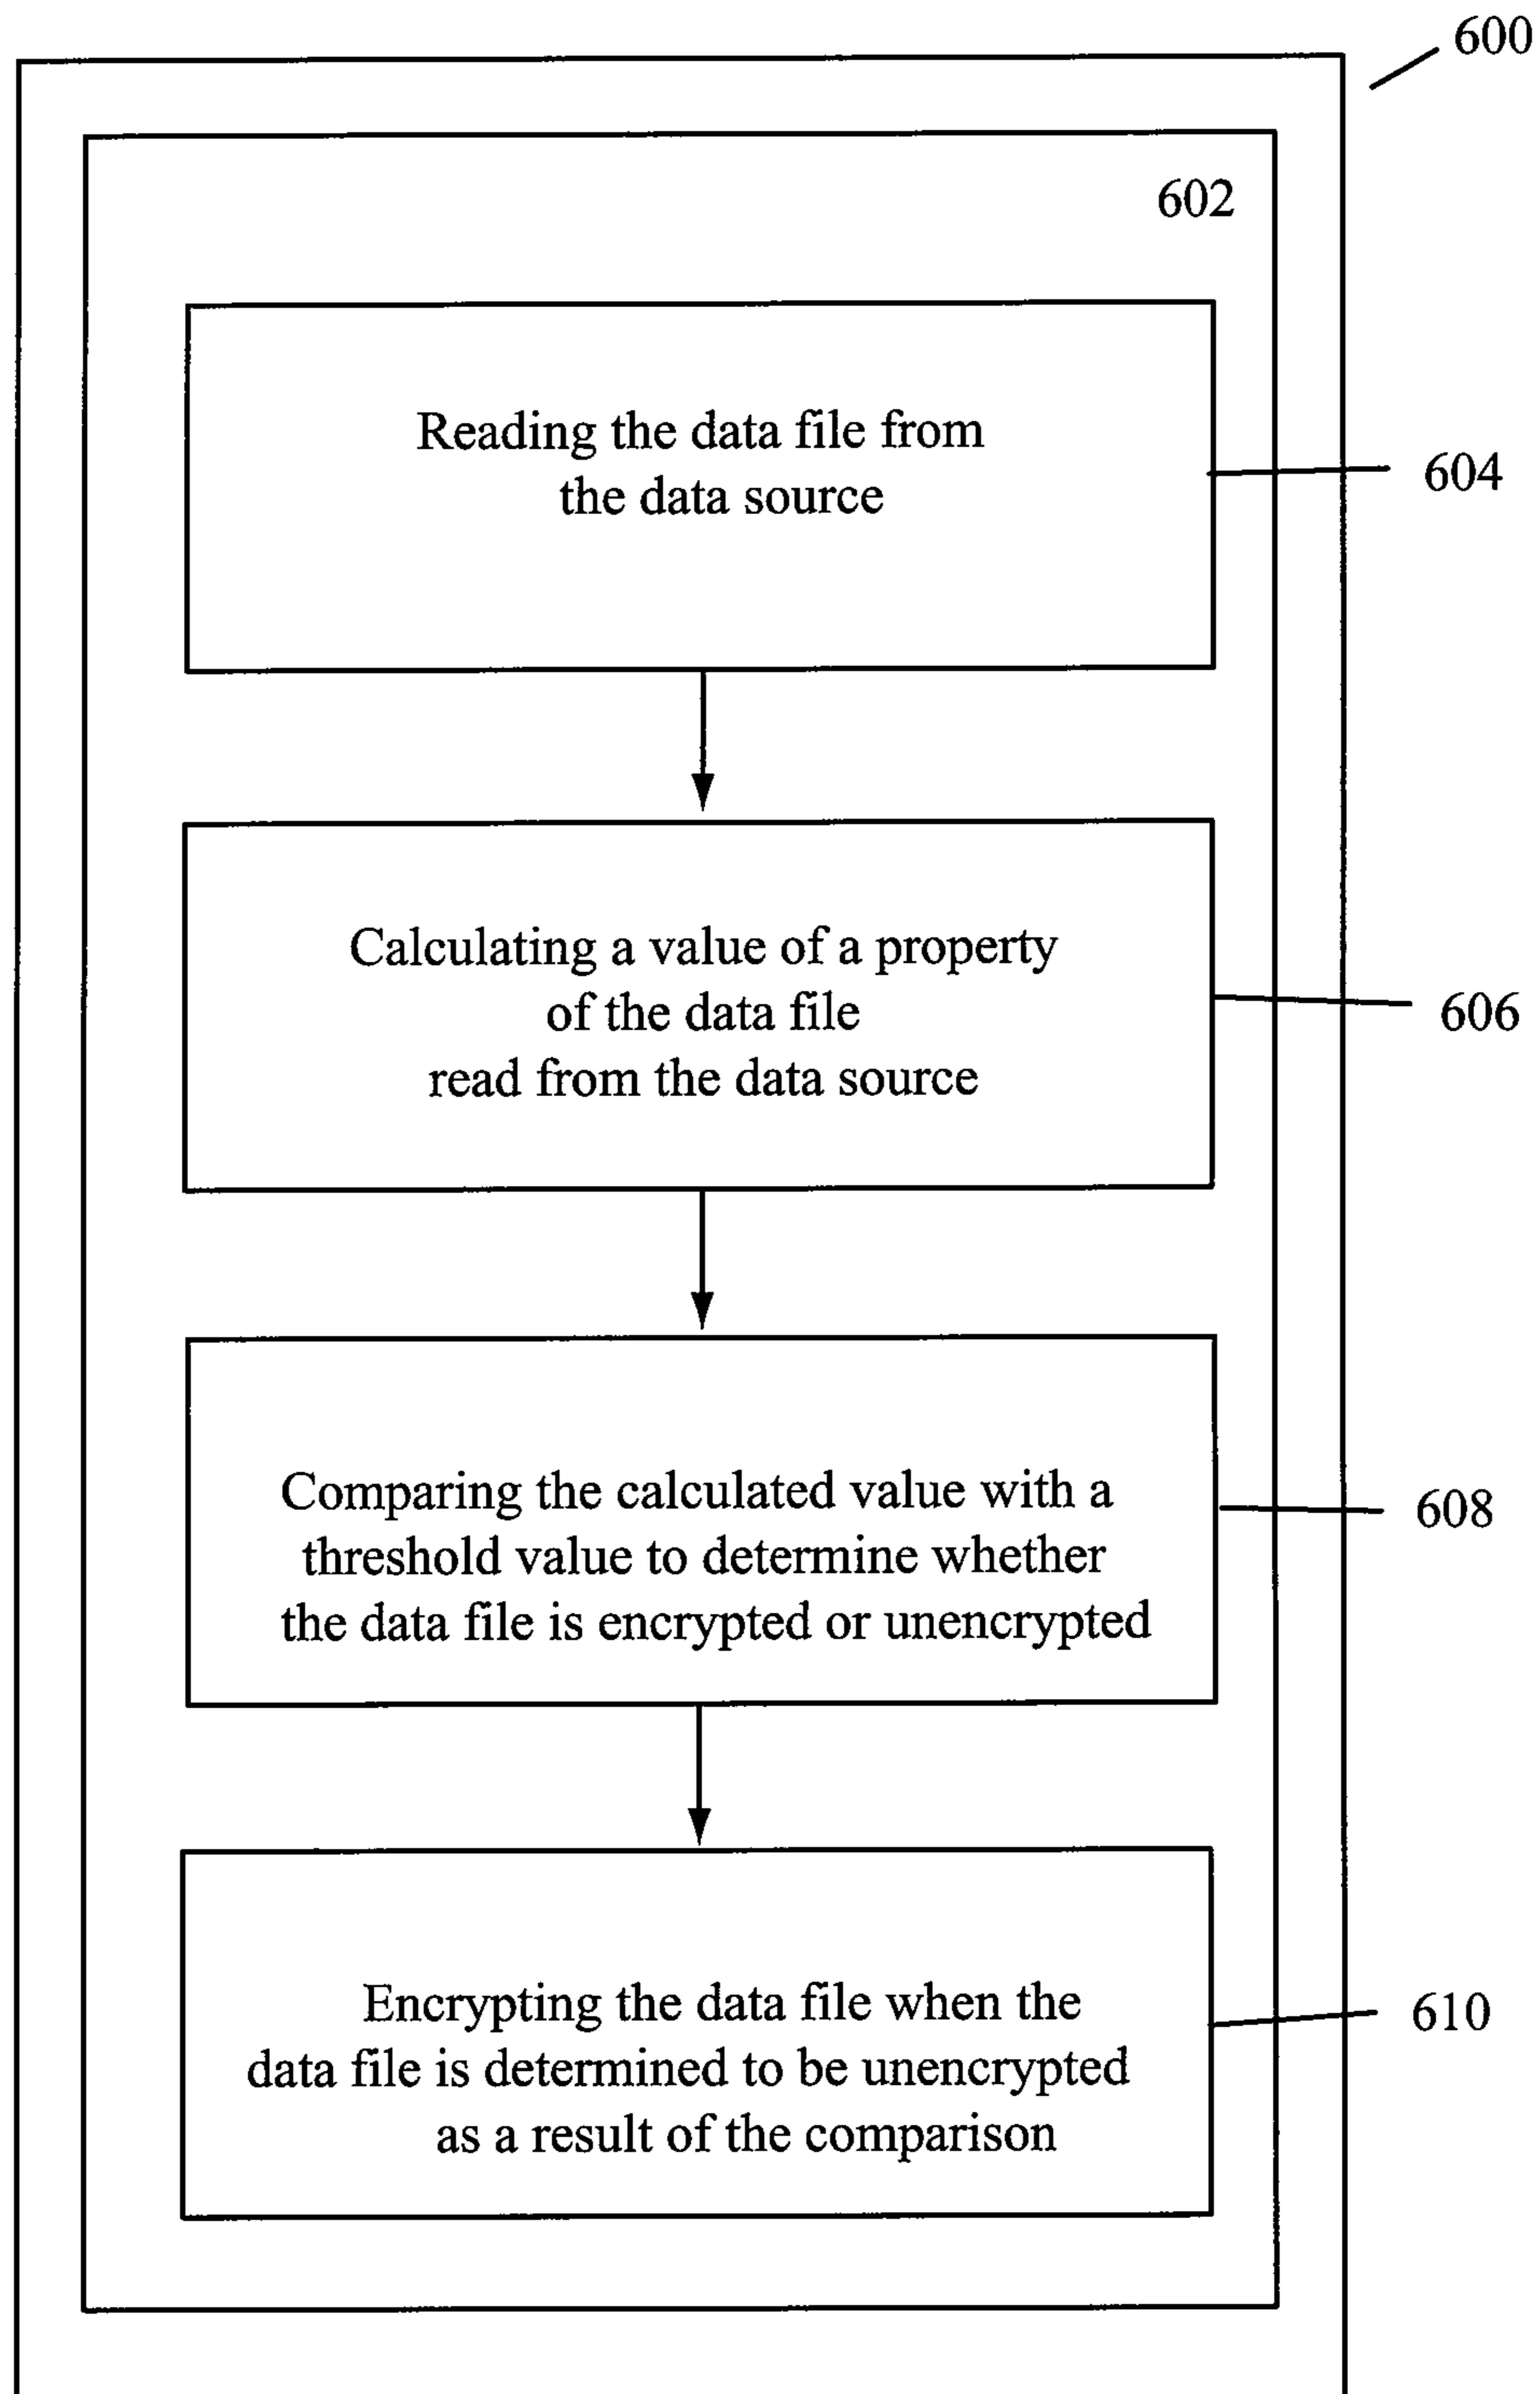 600
602
Reading the data file from
the data source
604
Calculating a value of a property
of the data file
read from the data source
606
Comparing the calculated value with a
threshold value to determine whether
the data file is encrypted or unencrypted
608
Encrypting the data file when the
data file is determined to be unencrypted
as a result of the comparison
610